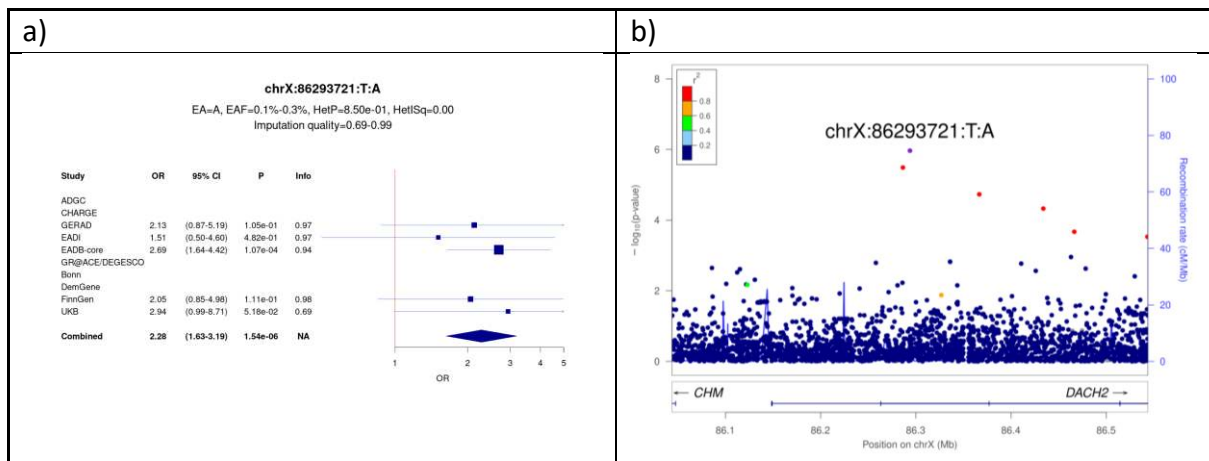 a)
chrX:86293721:T:A
EA=A, EAF=0.1%-0.3%, HetP=8.50e-01, HetISq=0.00
Imputation quality=0.69-0.99
Study OR 95% CI P Info
ADGC
CHARGE
GERAD 2.13 (0.87-5.19) 1.05e-01 0.97
EADI 1.51 (0.50-4.60) 4.82e-01 0.97
EADB-core 2.69 (1.64-4.42) 1.07e-04 0.94
GR@ACE/DEGESCO
Bonn
DemGene
FinnGen 2.05 (0.85-4.98) 1.11e-01 0.98
UKB 2.94 (0.99-8.71) 5.18e-02 0.69
Combined 2.28 (1.63-3.19) 1.54e-06 NA
1 2 3 4 5
OR
b)
8
6
4
2
0
− log10(p-value)
r2
0.8
0.6
0.4
0.2
chrX:86293721:T:A
100
80
60
40
20
0
Recombination rate (cM/Mb)
← CHM
DACH2 →
86.1 86.2 86.3 86.4 86.5
Position on chrX (Mb)